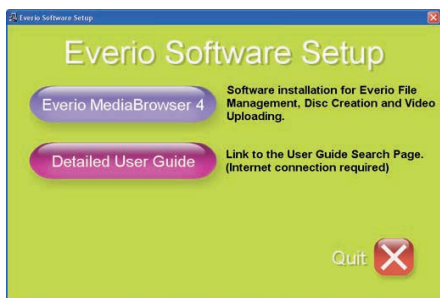 Everio Software Setup
Everio Software Setup
Everio MediaBrowser 4
Software installation for Everio File
Management, Disc Creation and Video
Uploading.
Detailed User Guide
Link to the User Guide Search Page.
(Internet connection required)
Quit